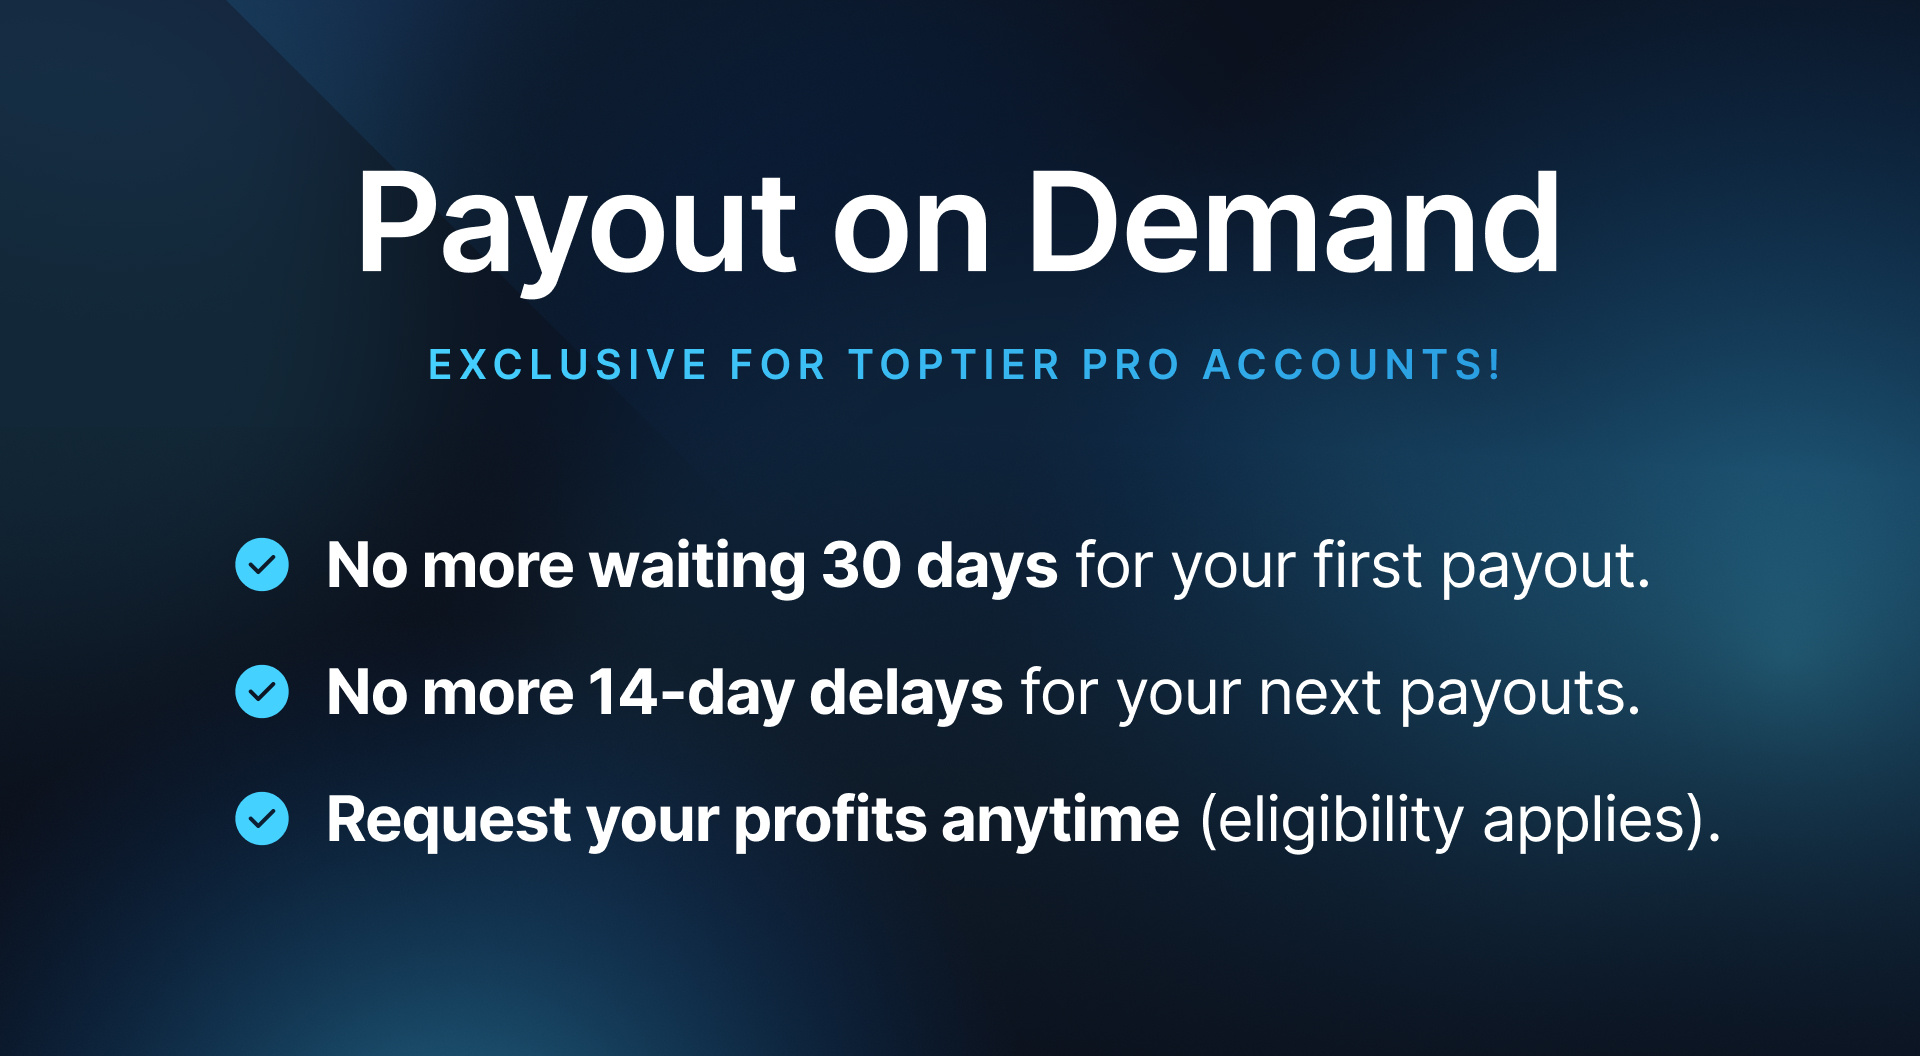 Payout on Demand
EXCLUSIVE FOR TOPTIER PRO ACCOUNTS!
No more waiting 30 days for your first payout.
No more 14-day delays for your next payouts.
Request your profits anytime (eligibility applies).